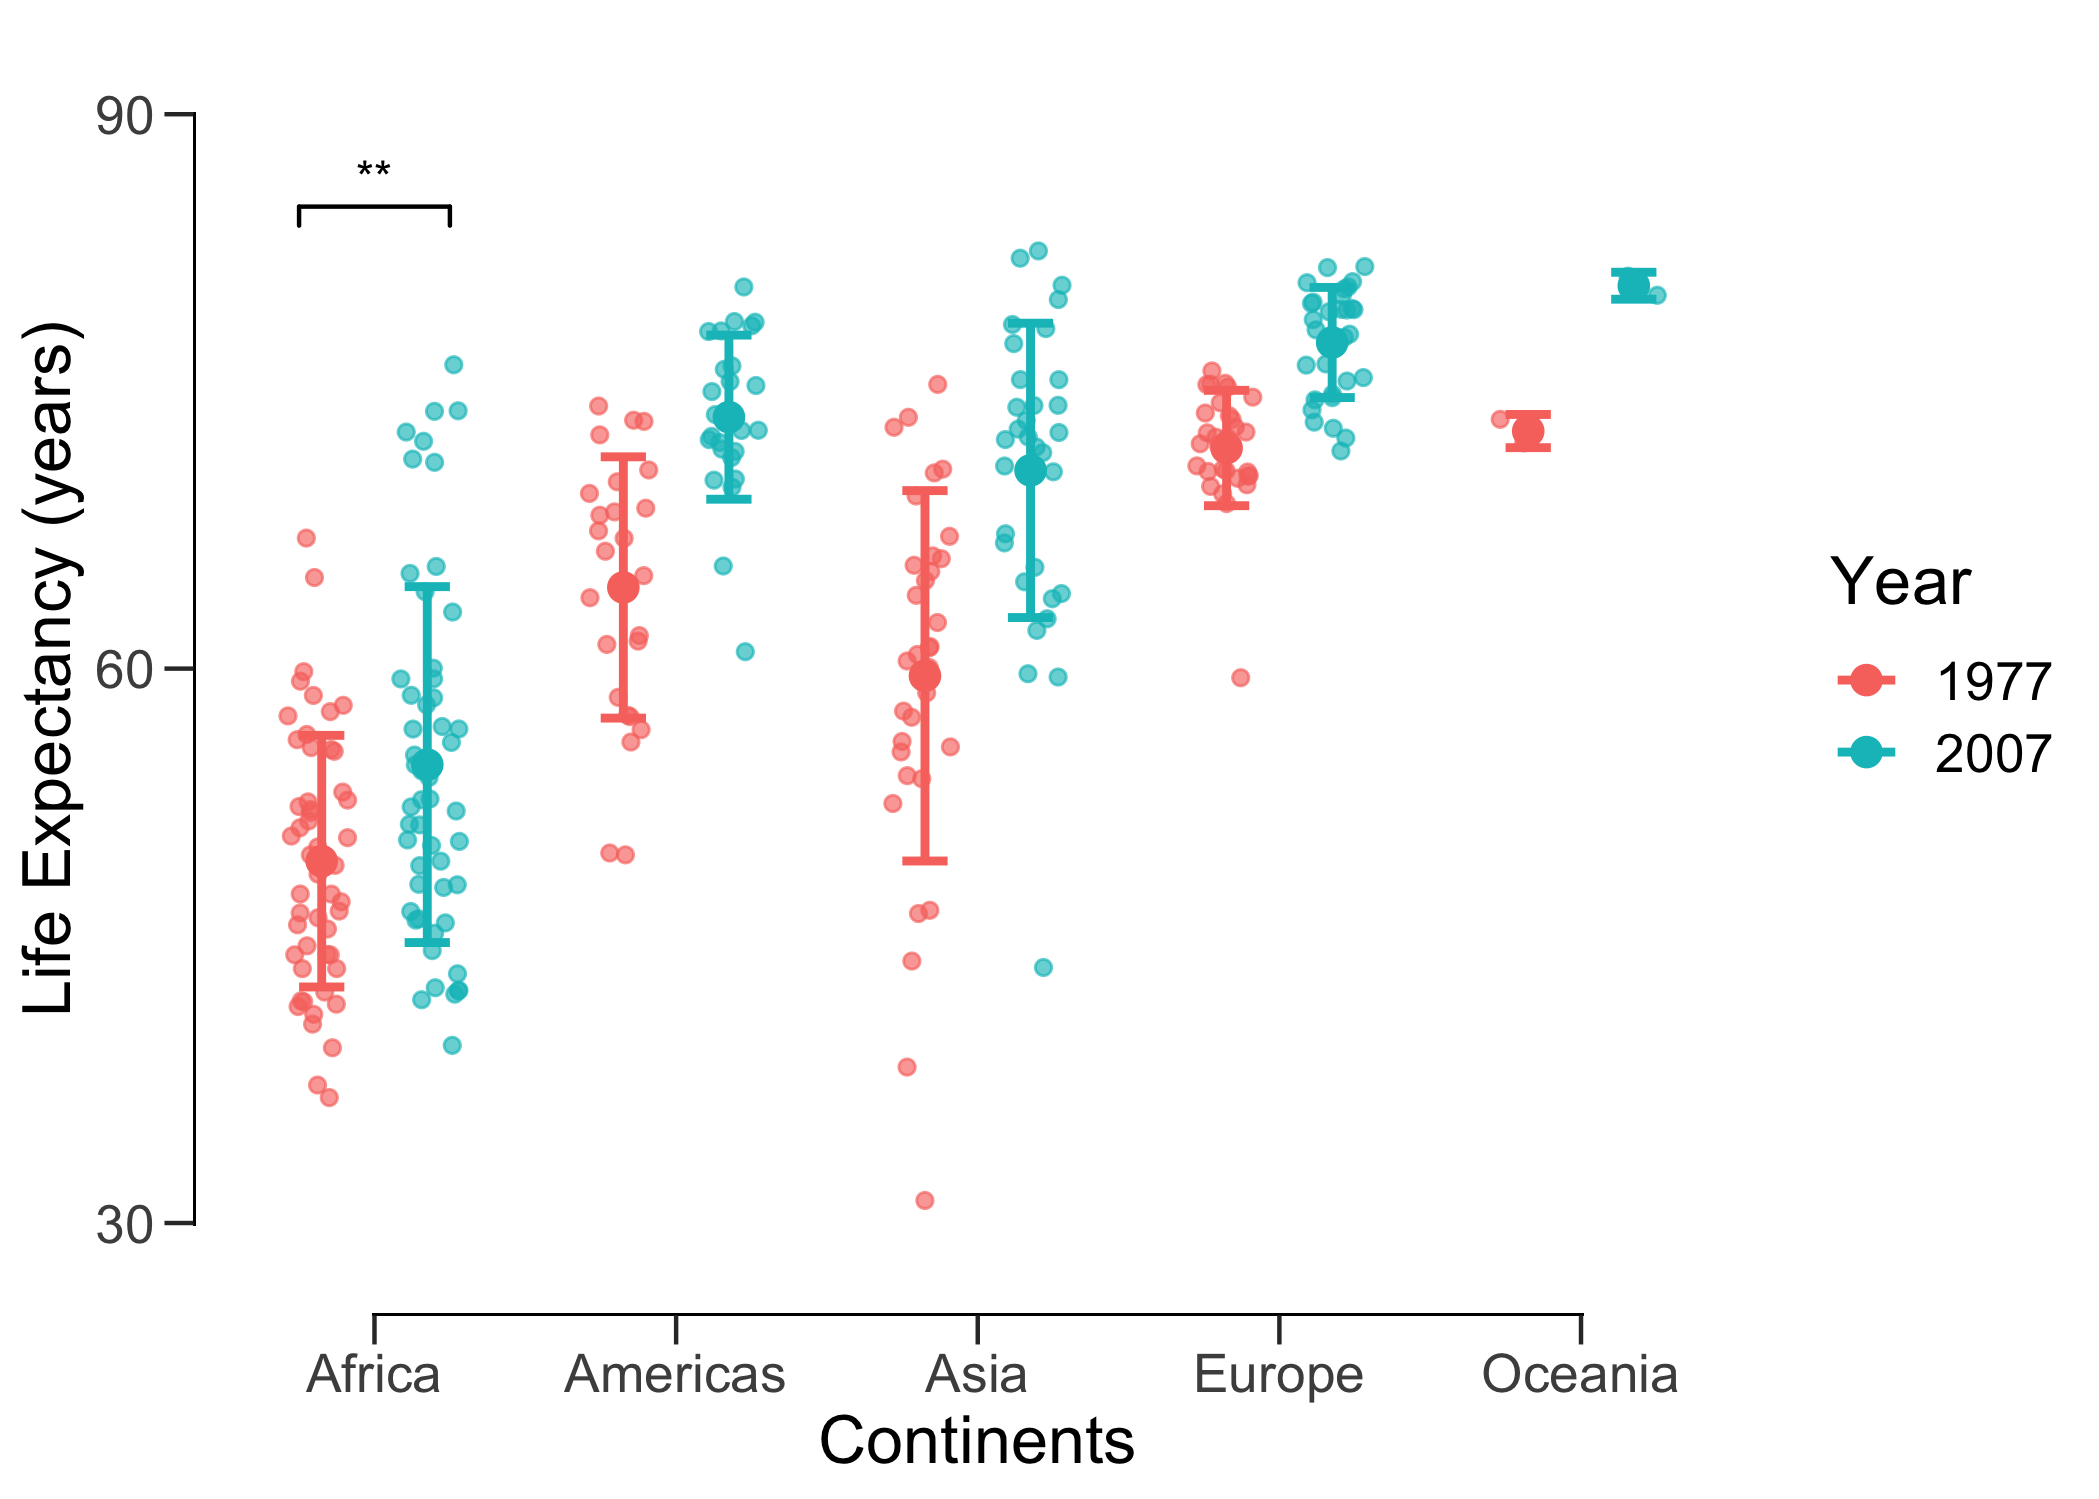 90
**
60
30
Life Expectancy (years)
Africa
Americas
Asia
Europe
Oceania
Continents
Year
1977
2007